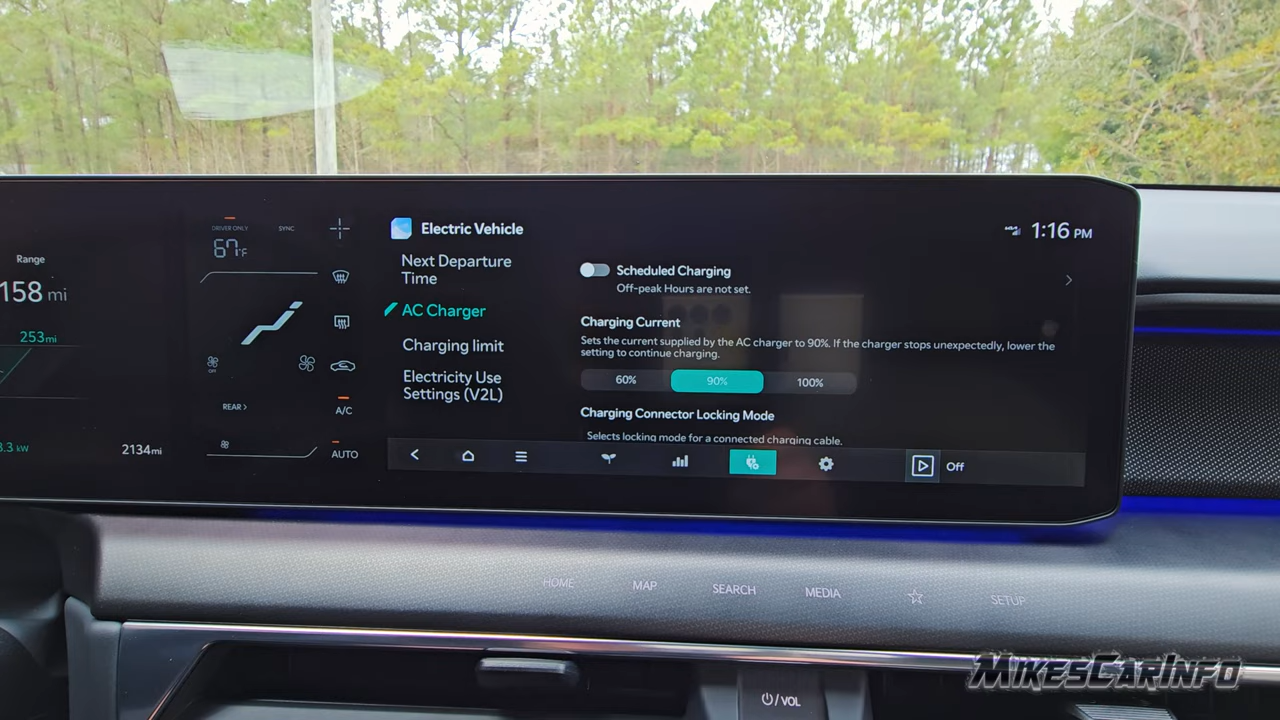 Range
158 mi
253mi
3.3 kW
2134mi
DRIVER ONLY
SYNC
67°F
OFF
REAR >
A/C
AUTO
Electric Vehicle
1:16 PM
Next Departure
Time
AC Charger
Charging limit
Electricity Use
Settings (V2L)
Scheduled Charging
Off-peak Hours are not set.
Charging Current
Sets the current supplied by the AC charger to 90%. If the charger stops unexpectedly, lower the
setting to continue charging.
60%
90%
100%
Charging Connector Locking Mode
Selects locking mode for a connected charging cable.
Off
HOME
MAP
SEARCH
MEDIA
SETUP
/VOL
MIKESCARINFO